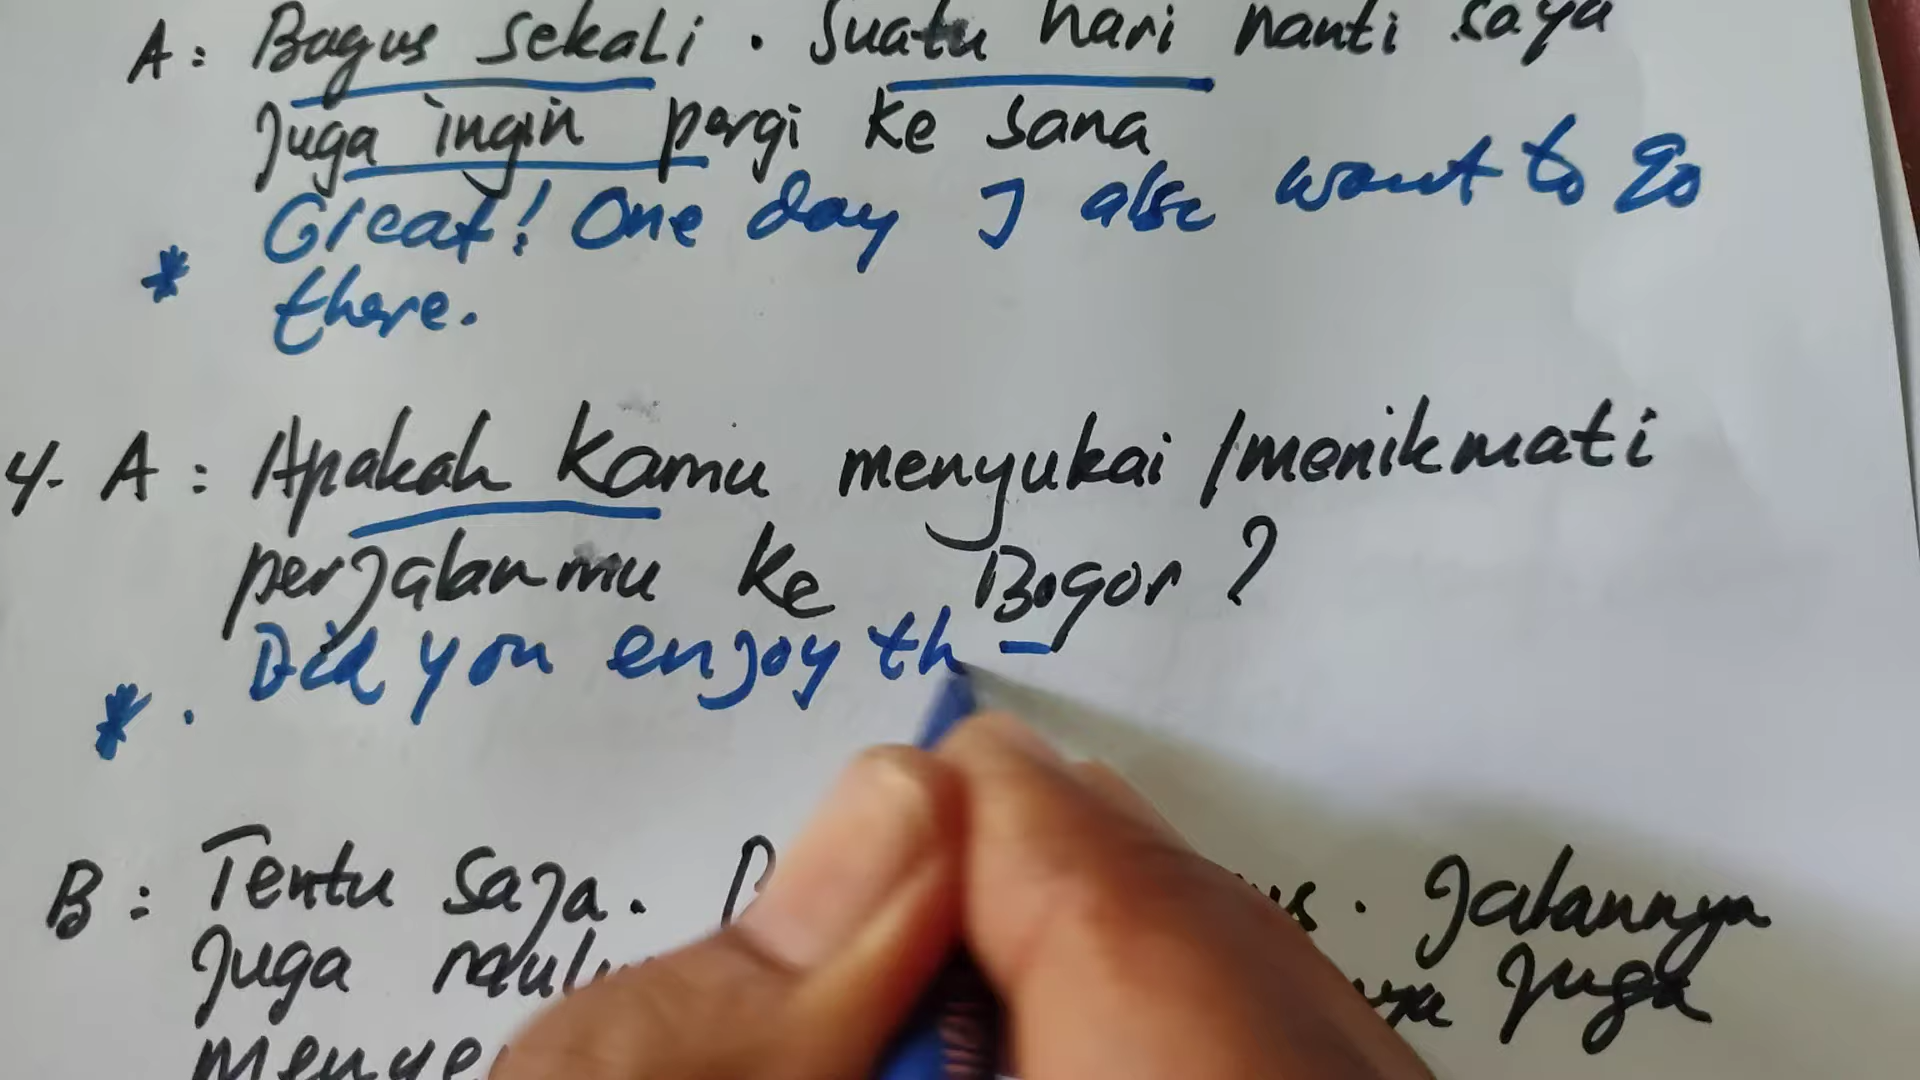 A : Bagus sekali . Suatu hari nanti saya
juga ingin pergi ke sana
* Great! One day I also want to go
there.
4. A : Apakah kamu menyukai / menikmati
perjalanmu ke Bogor ?
* . Did you enjoy th
B : Tentu saja. Jalannya
juga juga